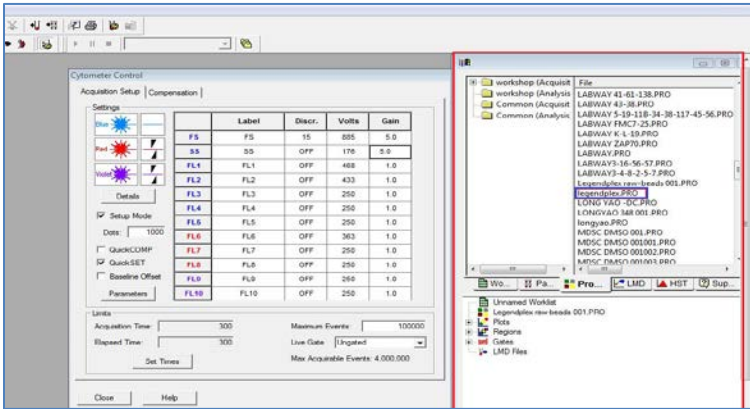 Cytometer Control
Acquisition Setup Compensation
Settings
Blue
Red
Violet
Details
Setup Mode
Dots: 1000
QuickCOMP
QuickSET
Baseline Offset
Parameters
Label Discr. Volts Gain
FS FS 15 885 5.0
SS SS OFF 176 5.0
FL1 FL1 OFF 468 1.0
FL2 FL2 OFF 433 1.0
FL3 FL3 OFF 250 1.0
FL4 FL4 OFF 250 1.0
FL5 FL5 OFF 250 1.0
FL6 FL6 OFF 363 1.0
FL7 FL7 OFF 250 1.0
FL8 FL8 OFF 250 1.0
FL9 FL9 OFF 260 1.0
FL10 FL10 OFF 250 1.0
Limits
Acquisition Time: 300 Maximum Events: 100000
Elapsed Time: 300 Live Gate Ungated
Set Times Max Acquirable Events: 4,000,000
Close Help
workshop (Acquisit
workshop (Analysis
Common (Acquisit
Common (Analysis
File
LABWAY 41-61-138.PRO
LABWAY 43-38.PRO
LABWAY 5-19-118-34-38-117-45-56.PRO
LABWAY FMC7-25.PRO
LABWAY K-L-19.PRO
LABWAY ZAP70.PRO
LABWAY.PRO
LABWAY3-16-56-57.PRO
LABWAY3-4-8-2-5-7.PRO
Legendplex raw-beads 001.PRO
legendplex.PRO
LONG YAO -DC.PRO
LONGYAO 348 001.PRO
longyao.PRO
MDSC DMSO 001.PRO
MDSC DMSO 001001.PRO
MDSC DMSO 001002.PRO
MDSC DMSO 001003.PRO
Wo... Pa... Pro... LMD HST Sup...
Unnamed Worklist
Legendplex raw beads 001.PRO
Plots
Regions
Gates
LMD Files